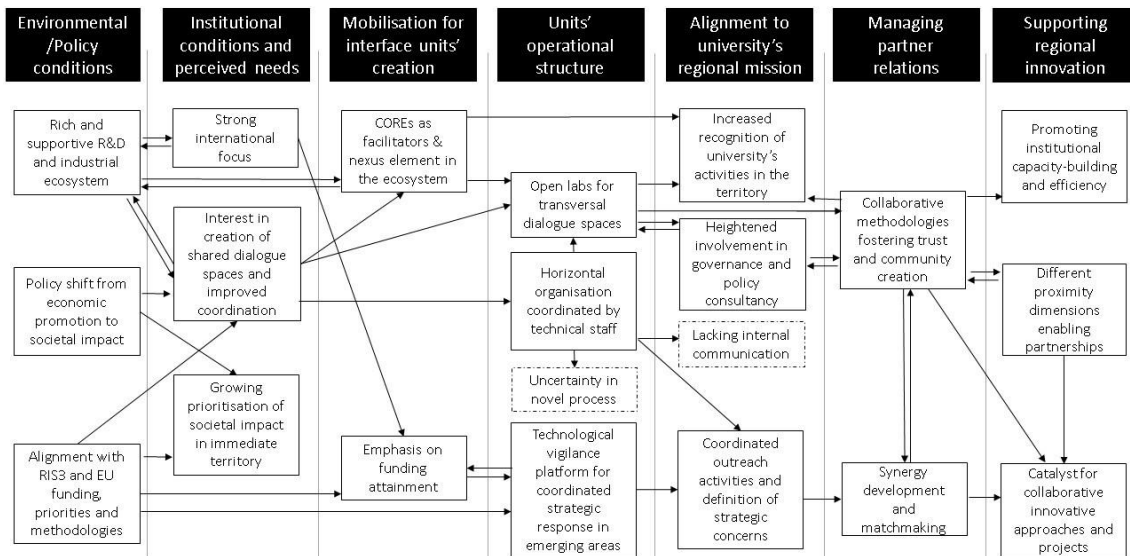 Environmental
/Policy
conditions
Institutional
conditions and
perceived needs
Mobilisation for
interface units'
creation
Units'
operational
structure
Alignment to
university's
regional mission
Managing
partner
relations
Supporting
regional
innovation
Rich and
supportive R&D
and industrial
ecosystem
Policy shift from
economic
promotion to
societal impact
Alignment with
RIS3 and EU
funding,
priorities and
methodologies
Strong
international
focus
Interest in
creation of
shared dialogue
spaces and
improved
coordination
Growing
prioritisation of
societal impact
in immediate
territory
COREs as
facilitators &
nexus element in
the ecosystem
Emphasis on
funding
attainment
Open labs for
transversal
dialogue spaces
Horizontal
organisation
coordinated by
technical staff
Uncertainty in
novel process
Technological
vigilance
platform for
coordinated
strategic
response in
emerging areas
Increased
recognition of
university's
activities in the
territory
Heightened
involvement in
governance and
policy
consultancy
Lacking internal
communication
Coordinated
outreach
activities and
definition of
strategic
concerns
Collaborative
methodologies
fostering trust
and community
creation
Synergy
development
and
matchmaking
Promoting
institutional
capacity-building
and efficiency
Different
proximity
dimensions
enabling
partnerships
Catalyst for
collaborative
innovative
approaches and
projects